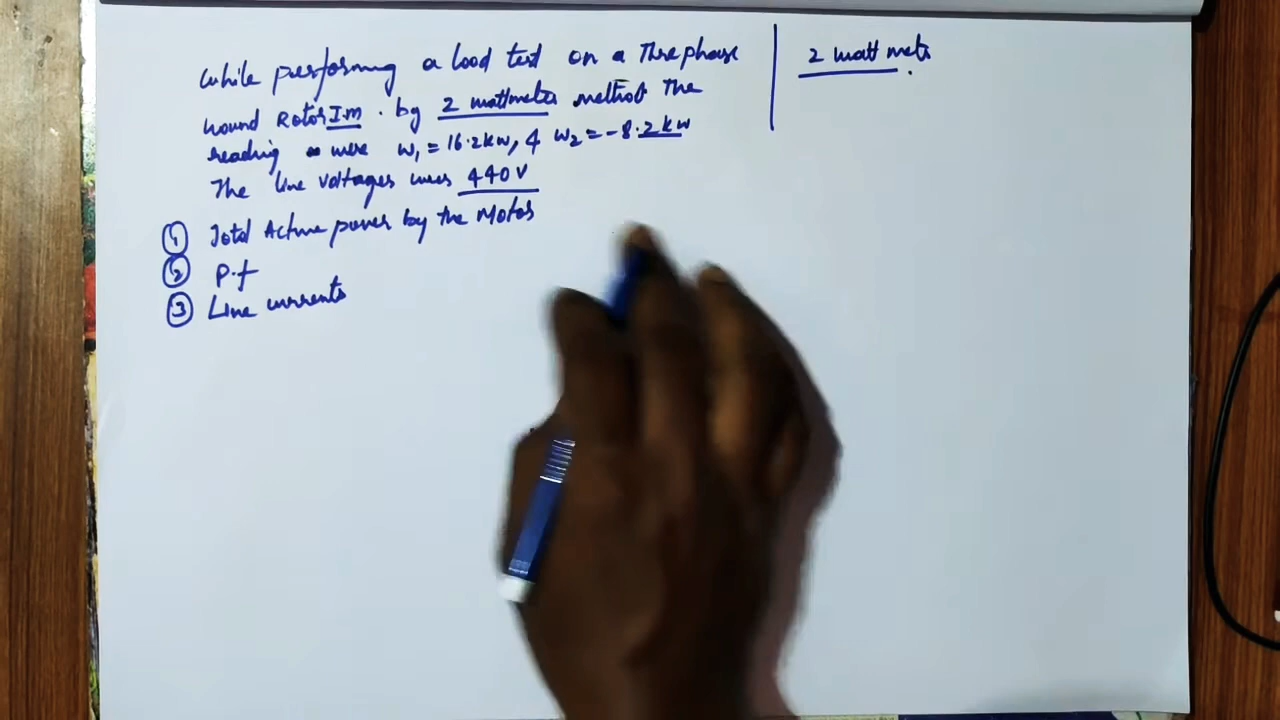 while performing a load test on a Three phase
wound Rotor I.M. by 2 wattmeter method The
reading were W₁ = 16.2kw, & W₂ = -8.2kw
The line voltages was 440V
① Total Active power by the Motor
② P.f
③ Line currents
2 watt mete